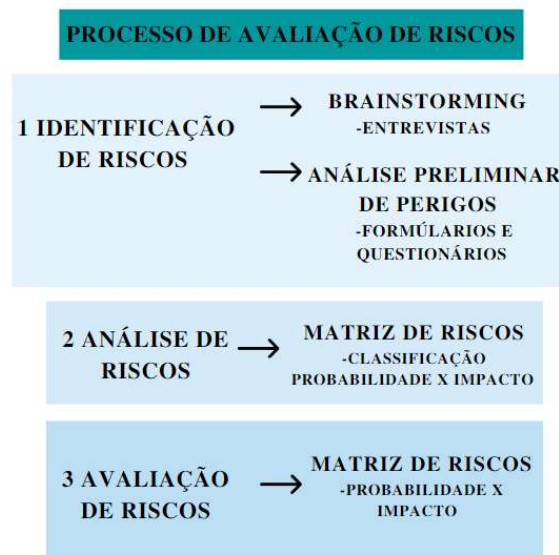 PROCESSO DE AVALIAÇÃO DE RISCOS
1 IDENTIFICAÇÃO
DE RISCOS
BRAINSTORMING
-ENTREVISTAS
ANÁLISE PRELIMINAR
DE PERIGOS
-FORMÚLARIOS E
QUESTIONÁRIOS
2 ANÁLISE DE
RISCOS
MATRIZ DE RISCOS
-CLASSIFICAÇÃO
PROBABILIDADE X IMPACTO
3 AVALIAÇÃO
DE RISCOS
MATRIZ DE RISCOS
-PROBABILIDADE X
IMPACTO